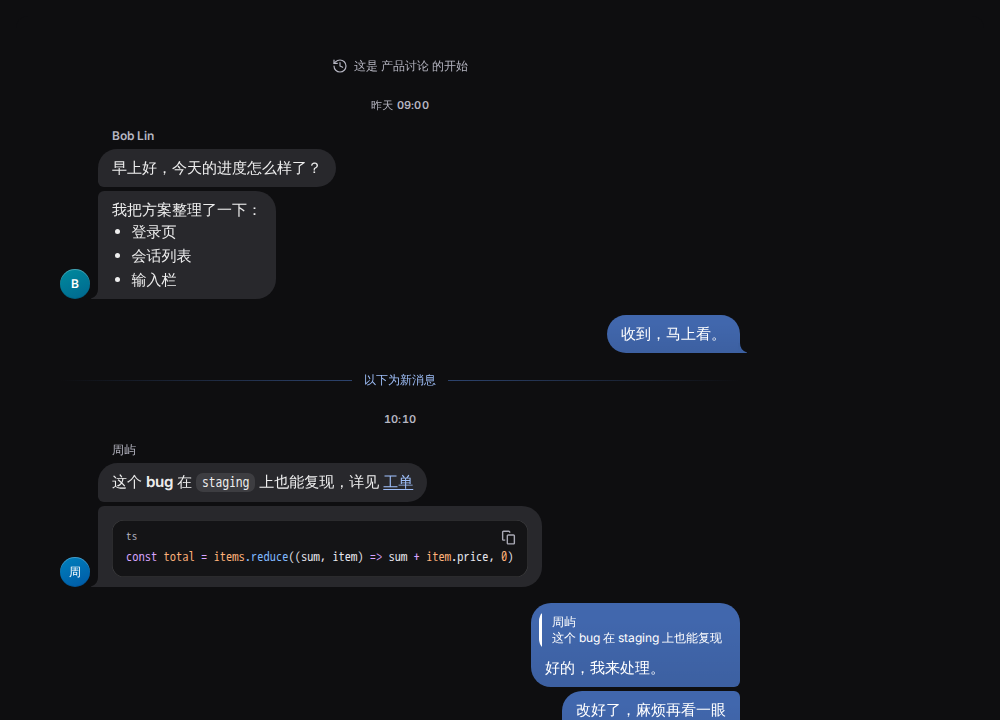 这是 产品讨论 的开始
昨天 09:00
Bob Lin
早上好，今天的进度怎么样了？
我把方案整理了一下：
• 登录页
• 会话列表
• 输入栏
B
收到，马上看。
以下为新消息
10:10
周屿
这个 bug 在 staging 上也能复现，详见 工单
ts
const total = items.reduce((sum, item) => sum + item.price, 0)
周
周屿
这个 bug 在 staging 上也能复现
好的，我来处理。
改好了，麻烦再看一眼